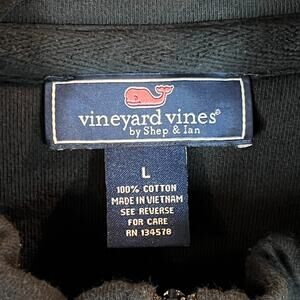 vineyard vines®
by Shep & Ian
L
100% COTTON
MADE IN VIETNAM
SEE REVERSE
FOR CARE
RN 134578